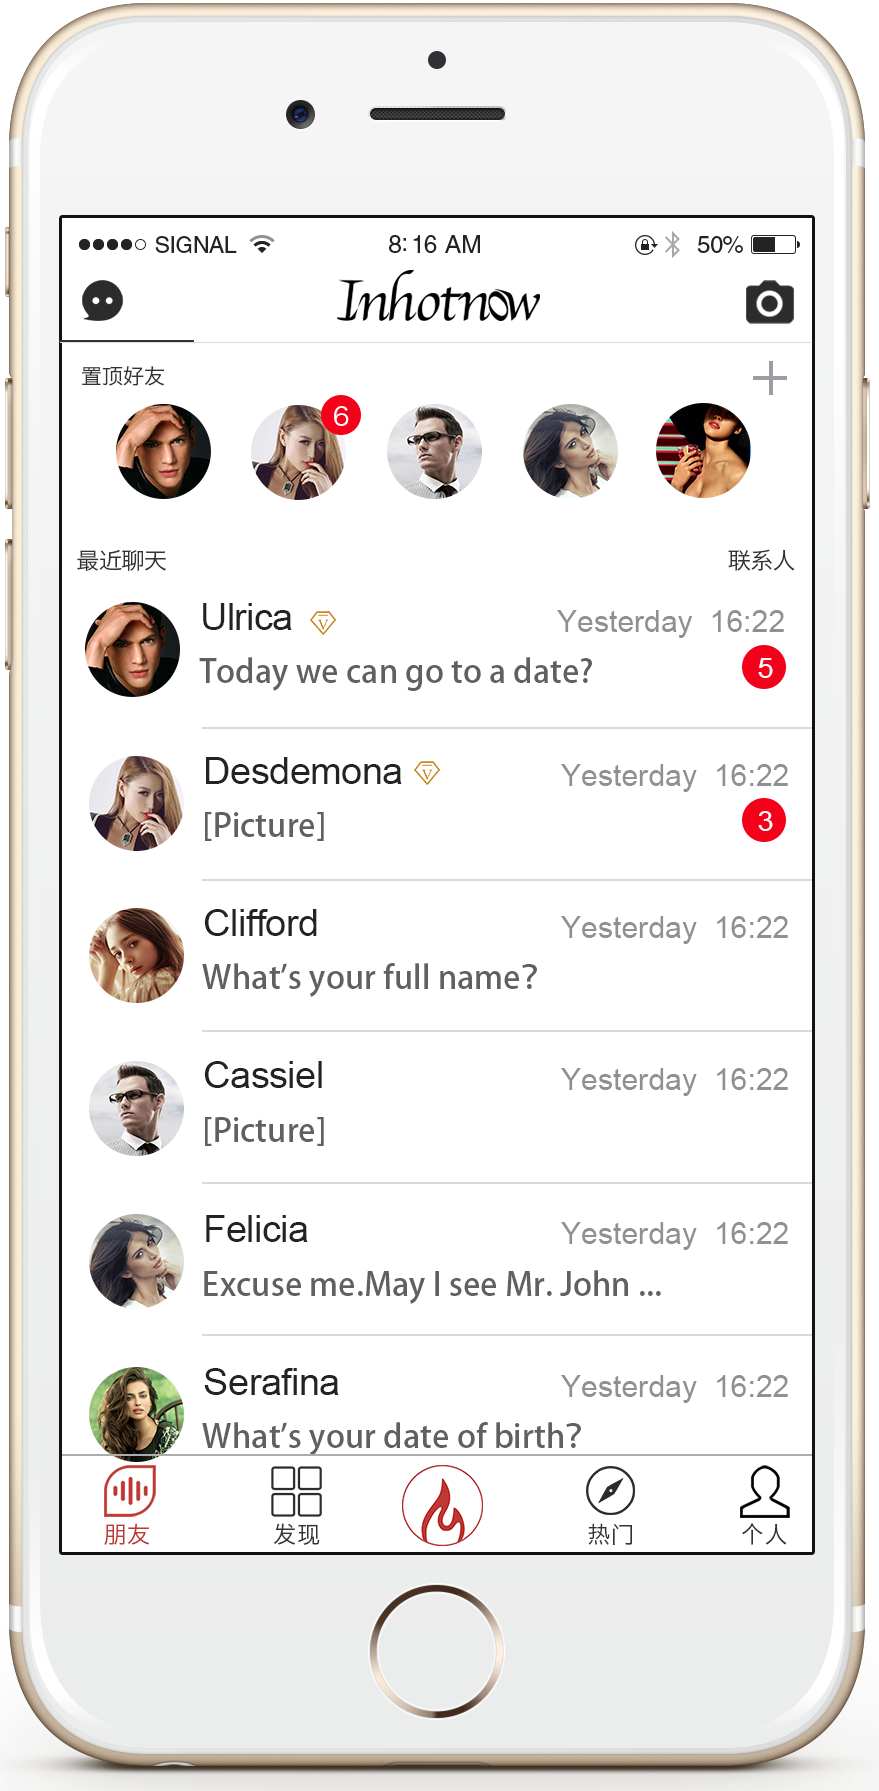 SIGNAL 8:16 AM 50%
Inhotnow
置顶好友
6
最近聊天 联系人
Ulrica V Yesterday 16:22
Today we can go to a date? 5
Desdemona V Yesterday 16:22
[Picture] 3
Clifford Yesterday 16:22
What's your full name?
Cassiel Yesterday 16:22
[Picture]
Felicia Yesterday 16:22
Excuse me.May I see Mr. John ...
Serafina Yesterday 16:22
What's your date of birth?
朋友 发现 热门 个人